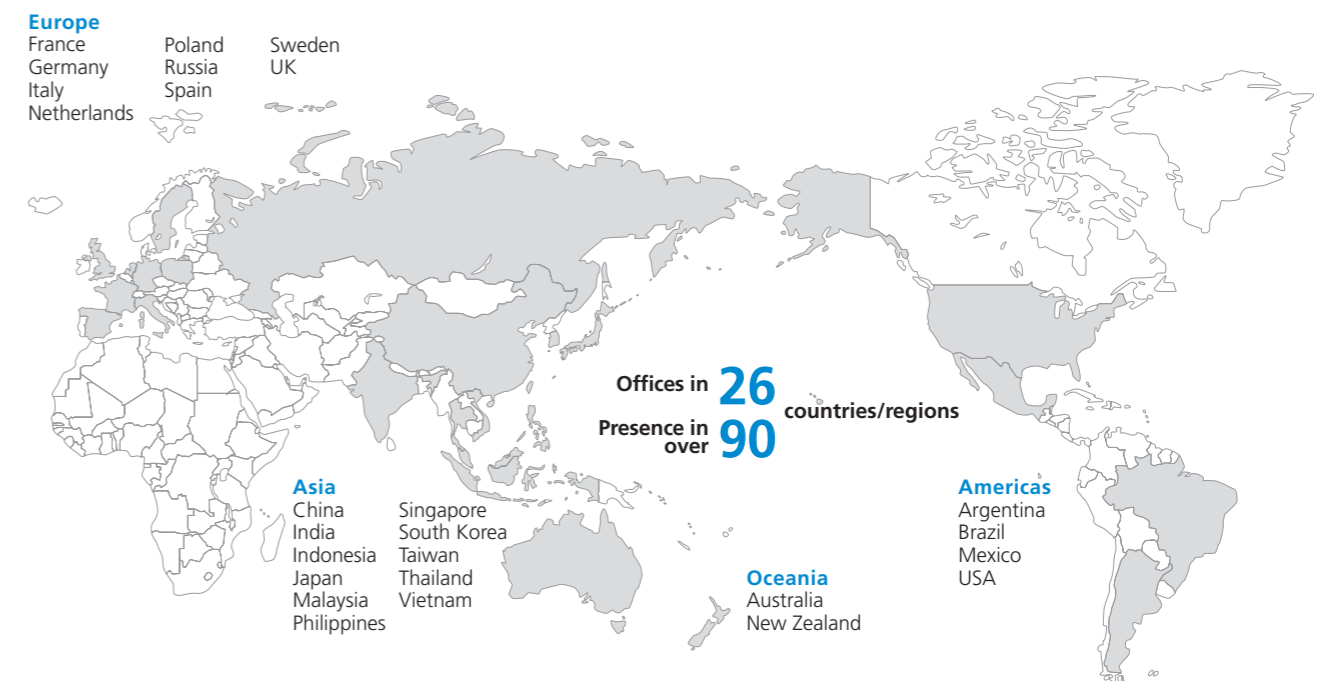 Europe
France
Germany
Italy
Netherlands
Poland
Russia
Spain
Sweden
UK
Offices in 26
Presence in
over 90
countries/regions
Asia
China
India
Indonesia
Japan
Malaysia
Philippines
Singapore
South Korea
Taiwan
Thailand
Vietnam
Oceania
Australia
New Zealand
Americas
Argentina
Brazil
Mexico
USA